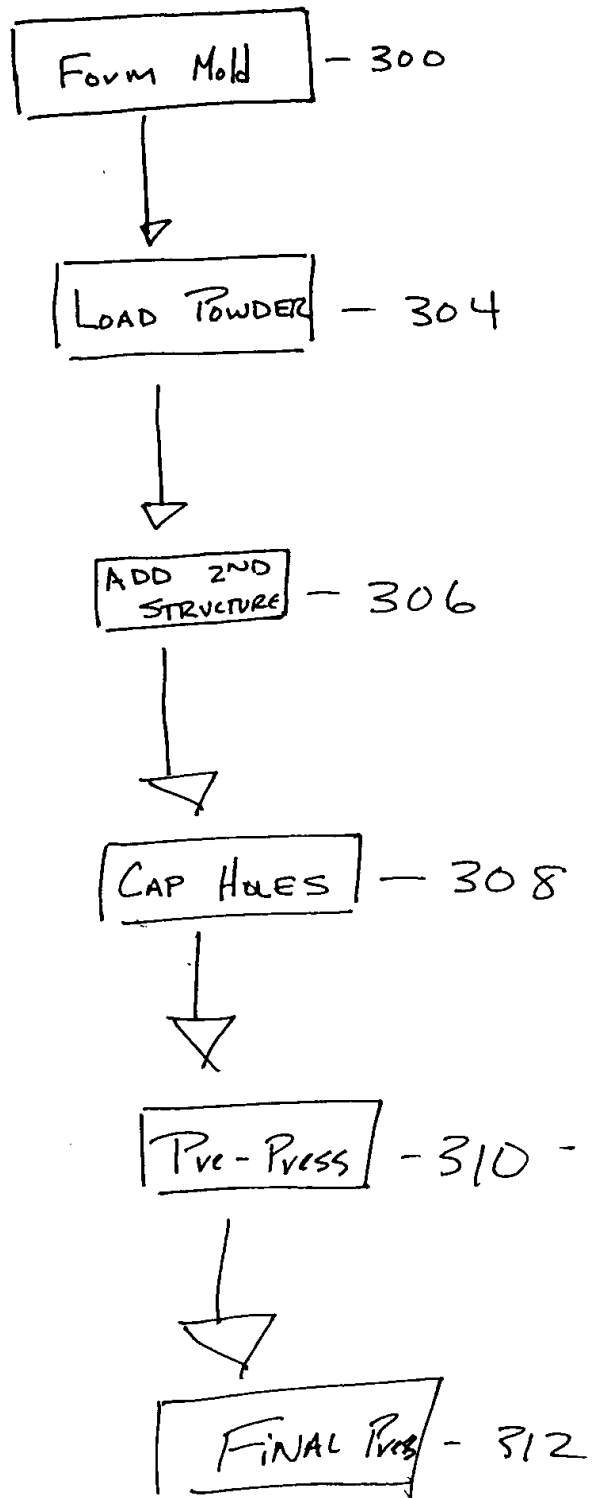 Form Mold - 300
LOAD POWDER - 304
ADD 2ND
STRUCTURE - 306
CAP HOLES - 308
Pre-Press - 310 -
FINAL Press - 312